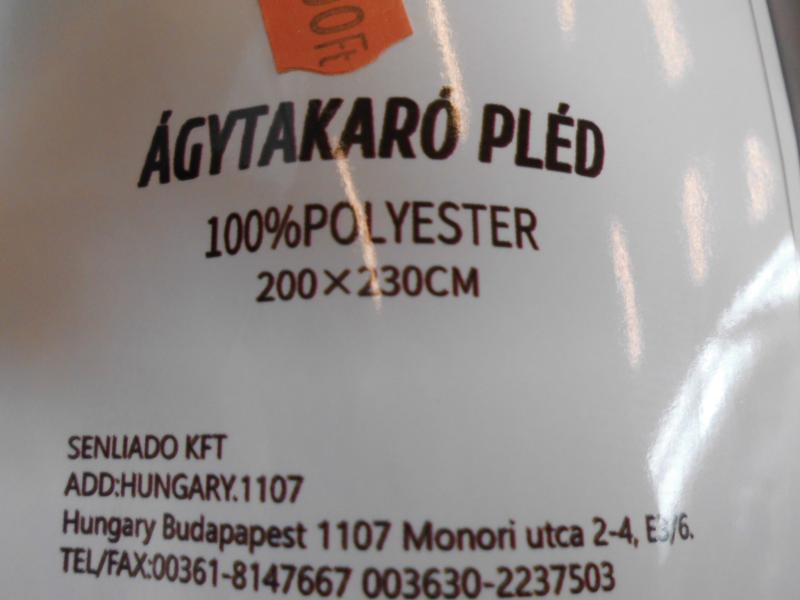 00Ft
ÁGYTAKARÓ PLÉD
100%POLYESTER
200×230CM
SENLIADO KFT
ADD:HUNGARY.1107
Hungary Budapapest 1107 Monori utca 2-4, E3/6.
TEL/FAX:00361-8147667 003630-2237503